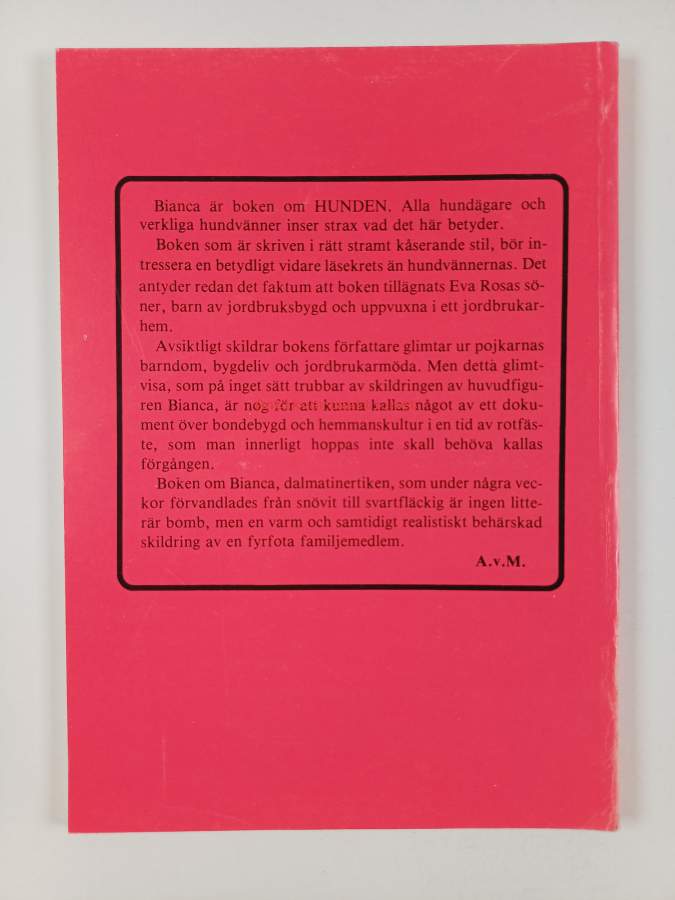 Bianca är boken om HUNDEN. Alla hundägare och
verkliga hundvänner inser strax vad det här betyder.
Boken som är skriven i rätt stramt kåserande stil, bör in-
tressera en betydligt vidare läsekrets än hundvännernas. Det
antyder redan det faktum att boken tillägnats Eva Rosas sö-
ner, barn av jordbruksbygd och uppvuxna i ett jordbrukar-
hem.
Avsiktligt skildrar bokens författare glimtar ur pojkarnas
barndom, bygdeliv och jordbrukarmöda. Men detta glimt-
visa, som på inget sätt trubbar av skildringen av huvudfigu-
ren Bianca, är nog för att kunna kallas något av ett doku-
ment över bondebygd och hemmanskultur i en tid av rotfäs-
te, som man innerligt hoppas inte skall behöva kallas
förgången.
Boken om Bianca, dalmatinertiken, som under några vec-
kor förvandlades från snövit till svartfläckig är ingen litte-
rär bomb, men en varm och samtidigt realistiskt behärskad
skildring av en fyrfota familjemedlem.
A.v.M.